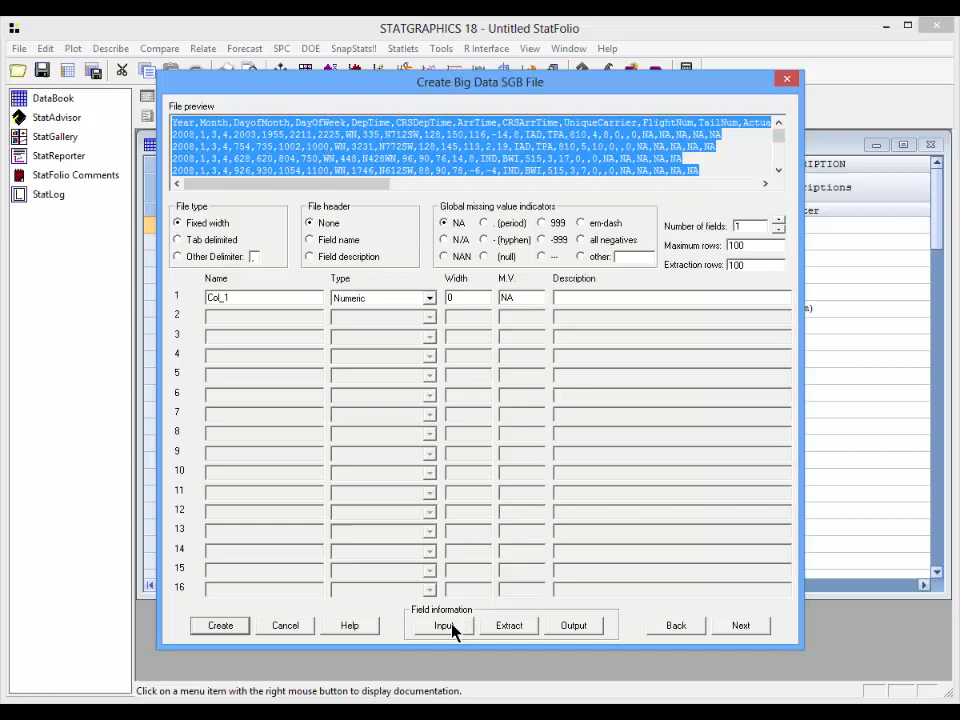 STATGRAPHICS 18 - Untitled StatFolio
File Edit Plot Describe Compare Relate Forecast SPC DOE SnapStats!! Statlets Tools R Interface View Window Help
DataBook
StatAdvisor
StatGallery
StatReporter
StatFolio Comments
StatLog
Create Big Data SGB File
File preview
Year,Month,DayofMonth,DayOfWeek,DepTime,CRSDepTime,ArrTime,CRSArrTime,UniqueCarrier,FlightNum,TailNum,Actua
2008,1,3,4,2003,1955,2211,2225,WN,335,N712SW,128,150,116,-14,8,IAD,TPA,810,4,8,0,,0,NA,NA,NA,NA,NA
2008,1,3,4,754,735,1002,1000,WN,3231,N772SW,128,145,113,2,19,IAD,TPA,810,5,10,0,,0,NA,NA,NA,NA,NA
2008,1,3,4,628,620,804,750,WN,448,N428WN,96,90,76,14,8,IND,BWI,515,3,17,0,,0,NA,NA,NA,NA,NA
2008,1,3,4,926,930,1054,1100,WN,1746,N612SW,88,90,78,-6,-4,IND,BWI,515,3,7,0,,0,NA,NA,NA,NA,NA
File type
Fixed width
Tab delimited
Other Delimiter: ,
File header
None
Field name
Field description
Global missing value indicators
NA . (period) 999 em-dash
N/A - (hyphen) -999 all negatives
NAN (null) --- other:
Number of fields: 1
Maximum rows: 100
Extraction rows: 100
Name Type Width M.V. Description
1 Col_1 Numeric 0 NA
2
3
4
5
6
7
8
9
10
11
12
13
14
15
16
Field information
Create Cancel Help Input Extract Output Back Next
RIPTION
riptions
ter
m)
Click on a menu item with the right mouse button to display documentation.